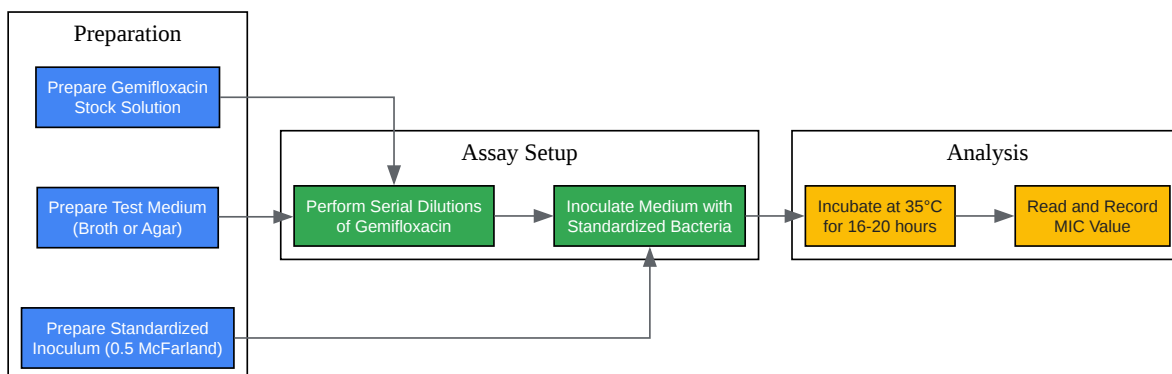 Preparation
Prepare Gemifloxacin
Stock Solution
Prepare Test Medium
(Broth or Agar)
Prepare Standardized
Inoculum (0.5 McFarland)
Assay Setup
Perform Serial Dilutions
of Gemifloxacin
Inoculate Medium with
Standardized Bacteria
Analysis
Incubate at 35°C
for 16-20 hours
Read and Record
MIC Value